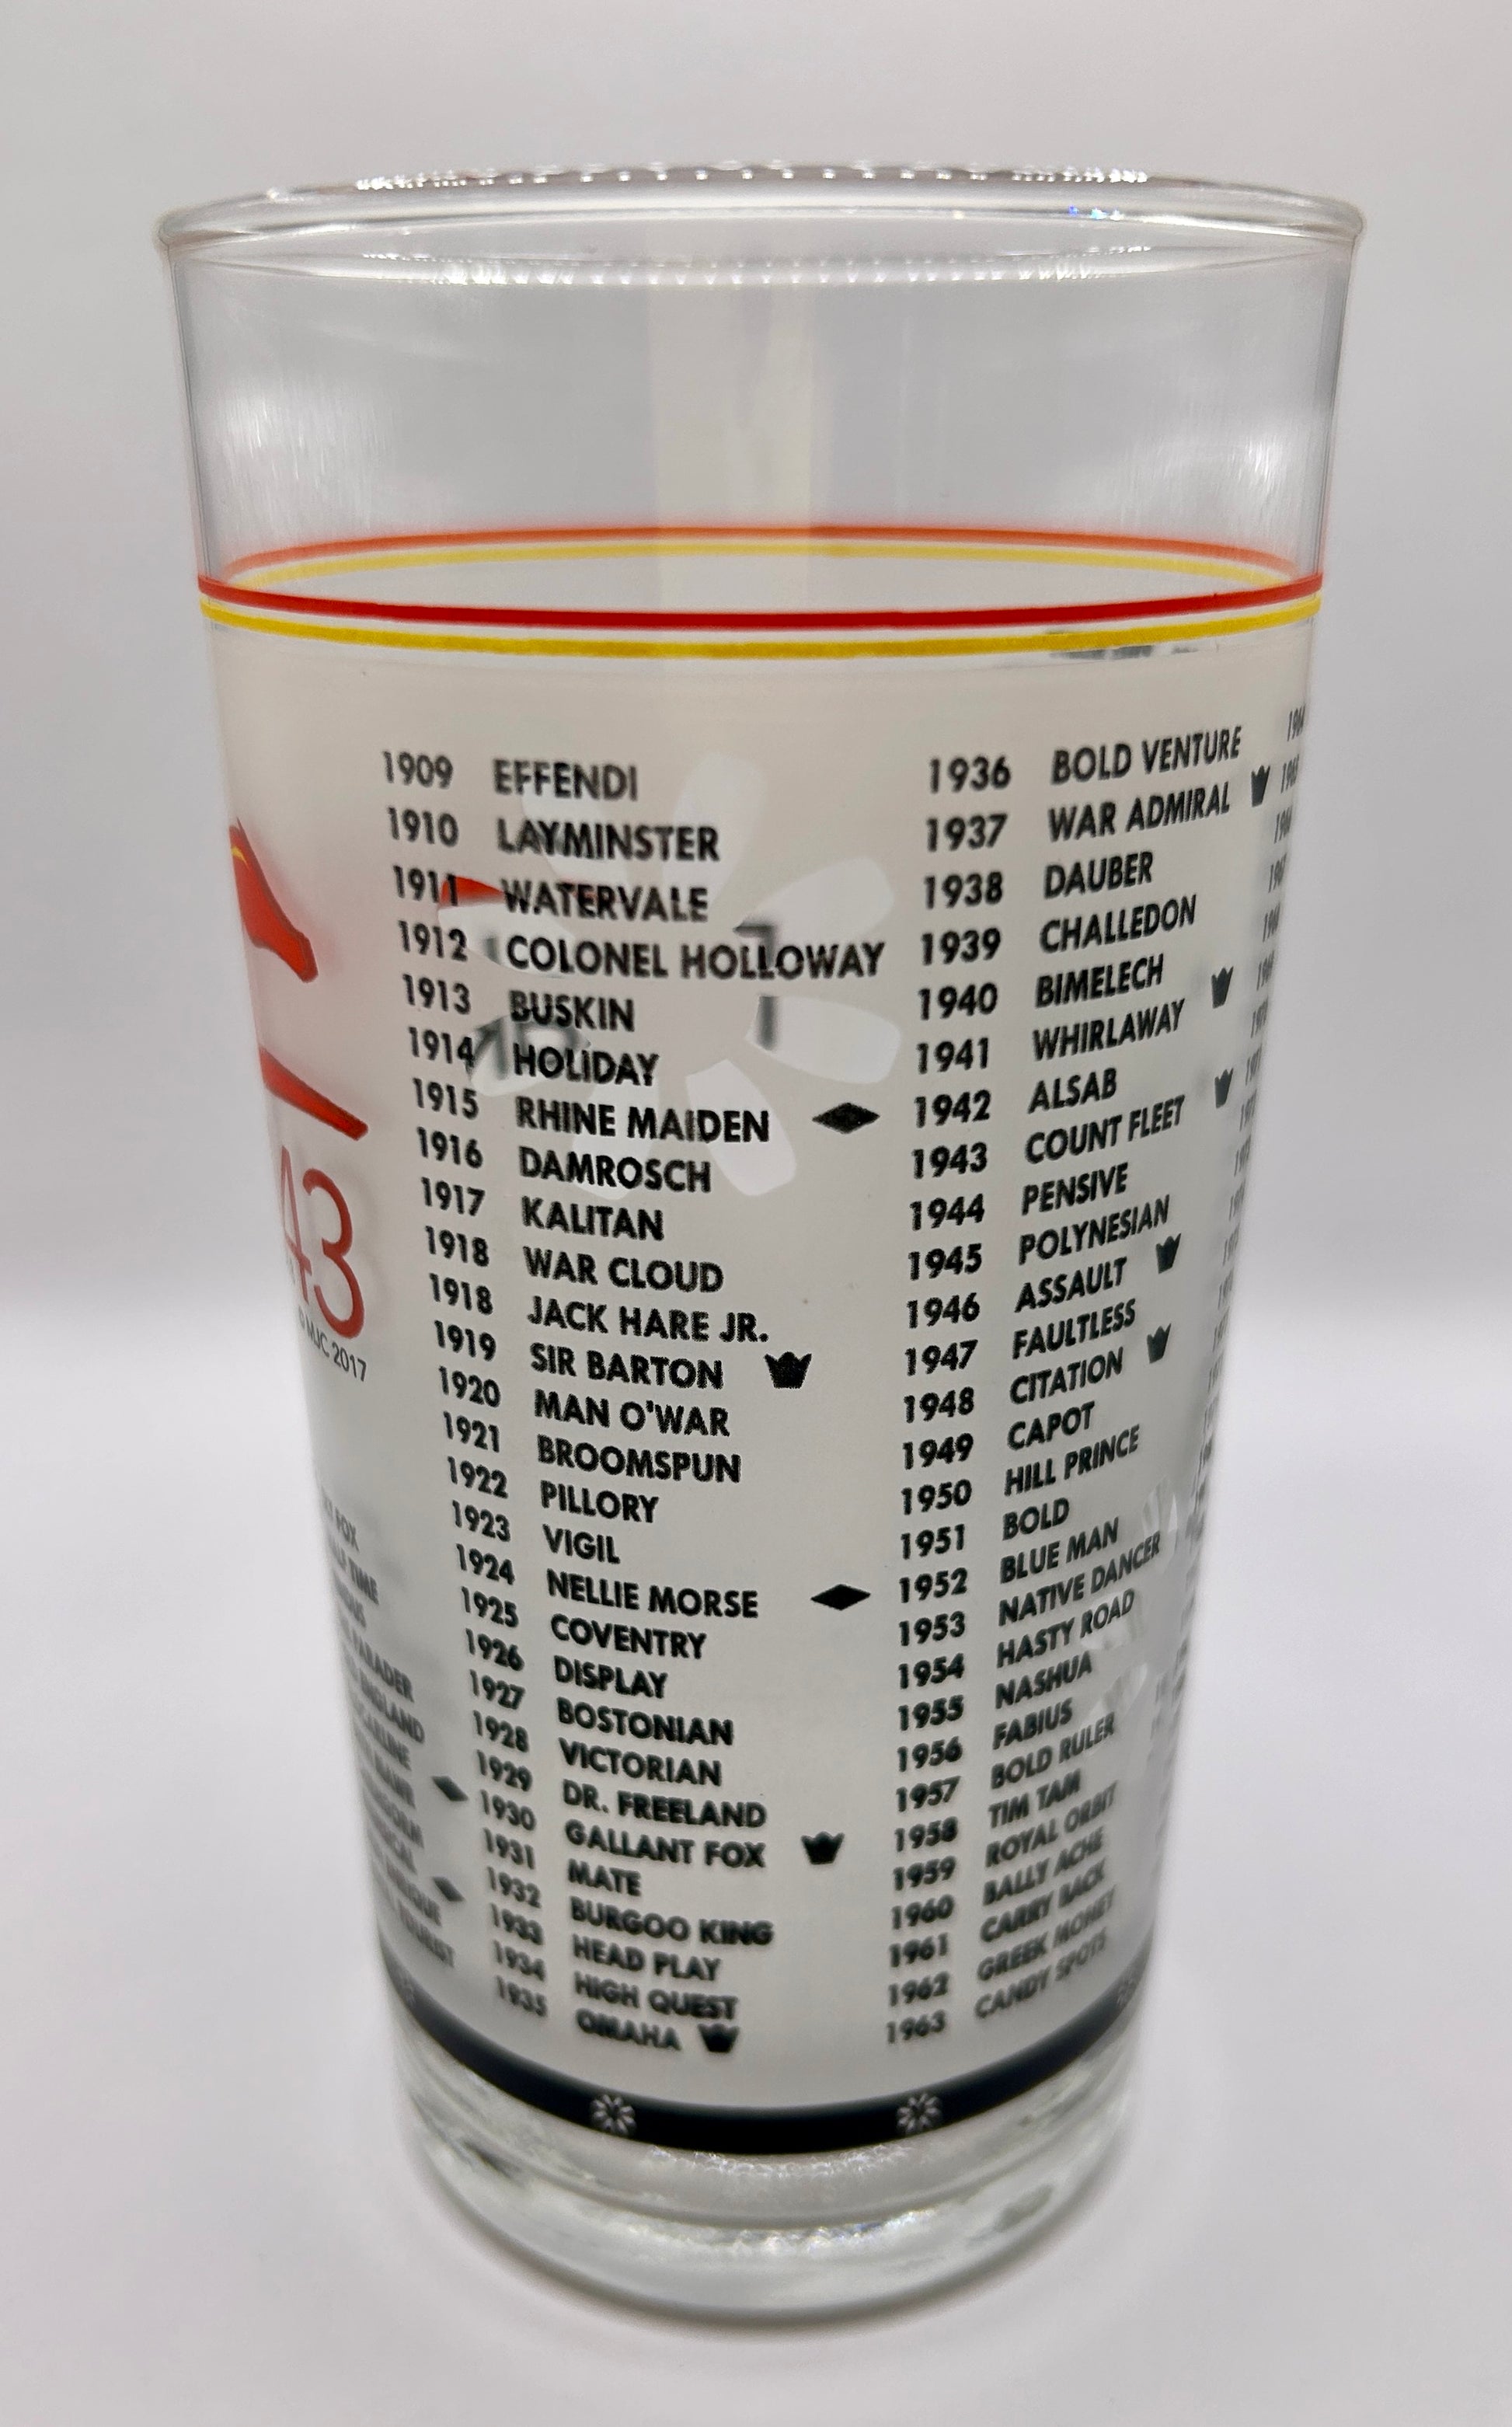 43
MJC 2017
FOX
TIME
PARADER
ENGLAND
1909 EFFENDI
1910 LAYMINSTER
1911 WATERVALE
1912 COLONEL HOLLOWAY
1913 BUSKIN
1914 HOLIDAY
1915 RHINE MAIDEN
1916 DAMROSCH
1917 KALITAN
1918 WAR CLOUD
1918 JACK HARE JR.
1919 SIR BARTON
1920 MAN O'WAR
1921 BROOMSPUN
1922 PILLORY
1923 VIGIL
1924 NELLIE MORSE
1925 COVENTRY
1926 DISPLAY
1927 BOSTONIAN
1928 VICTORIAN
1929 DR. FREELAND
1930 GALLANT FOX
1931 MATE
1932 BURGOO KING
1933 HEAD PLAY
1934 HIGH QUEST
1935 OMAHA
1936 BOLD VENTURE
1937 WAR ADMIRAL
1938 DAUBER
1939 CHALLEDON
1940 BIMELECH
1941 WHIRLAWAY
1942 ALSAB
1943 COUNT FLEET
1944 PENSIVE
1945 POLYNESIAN
1946 ASSAULT
1947 FAULTLESS
1948 CITATION
1949 CAPOT
1950 HILL PRINCE
1951 BOLD
1952 BLUE MAN
1953 NATIVE DANCER
1954 HASTY ROAD
1955 NASHUA
1956 FABIUS
1957 BOLD RULER
1958 TIM TAM
1959 ROYAL ORBIT
1960 BALLY ACHE
1961 CARRY BACK
1962 GREEK MONEY
1963 CANDY SPOTS